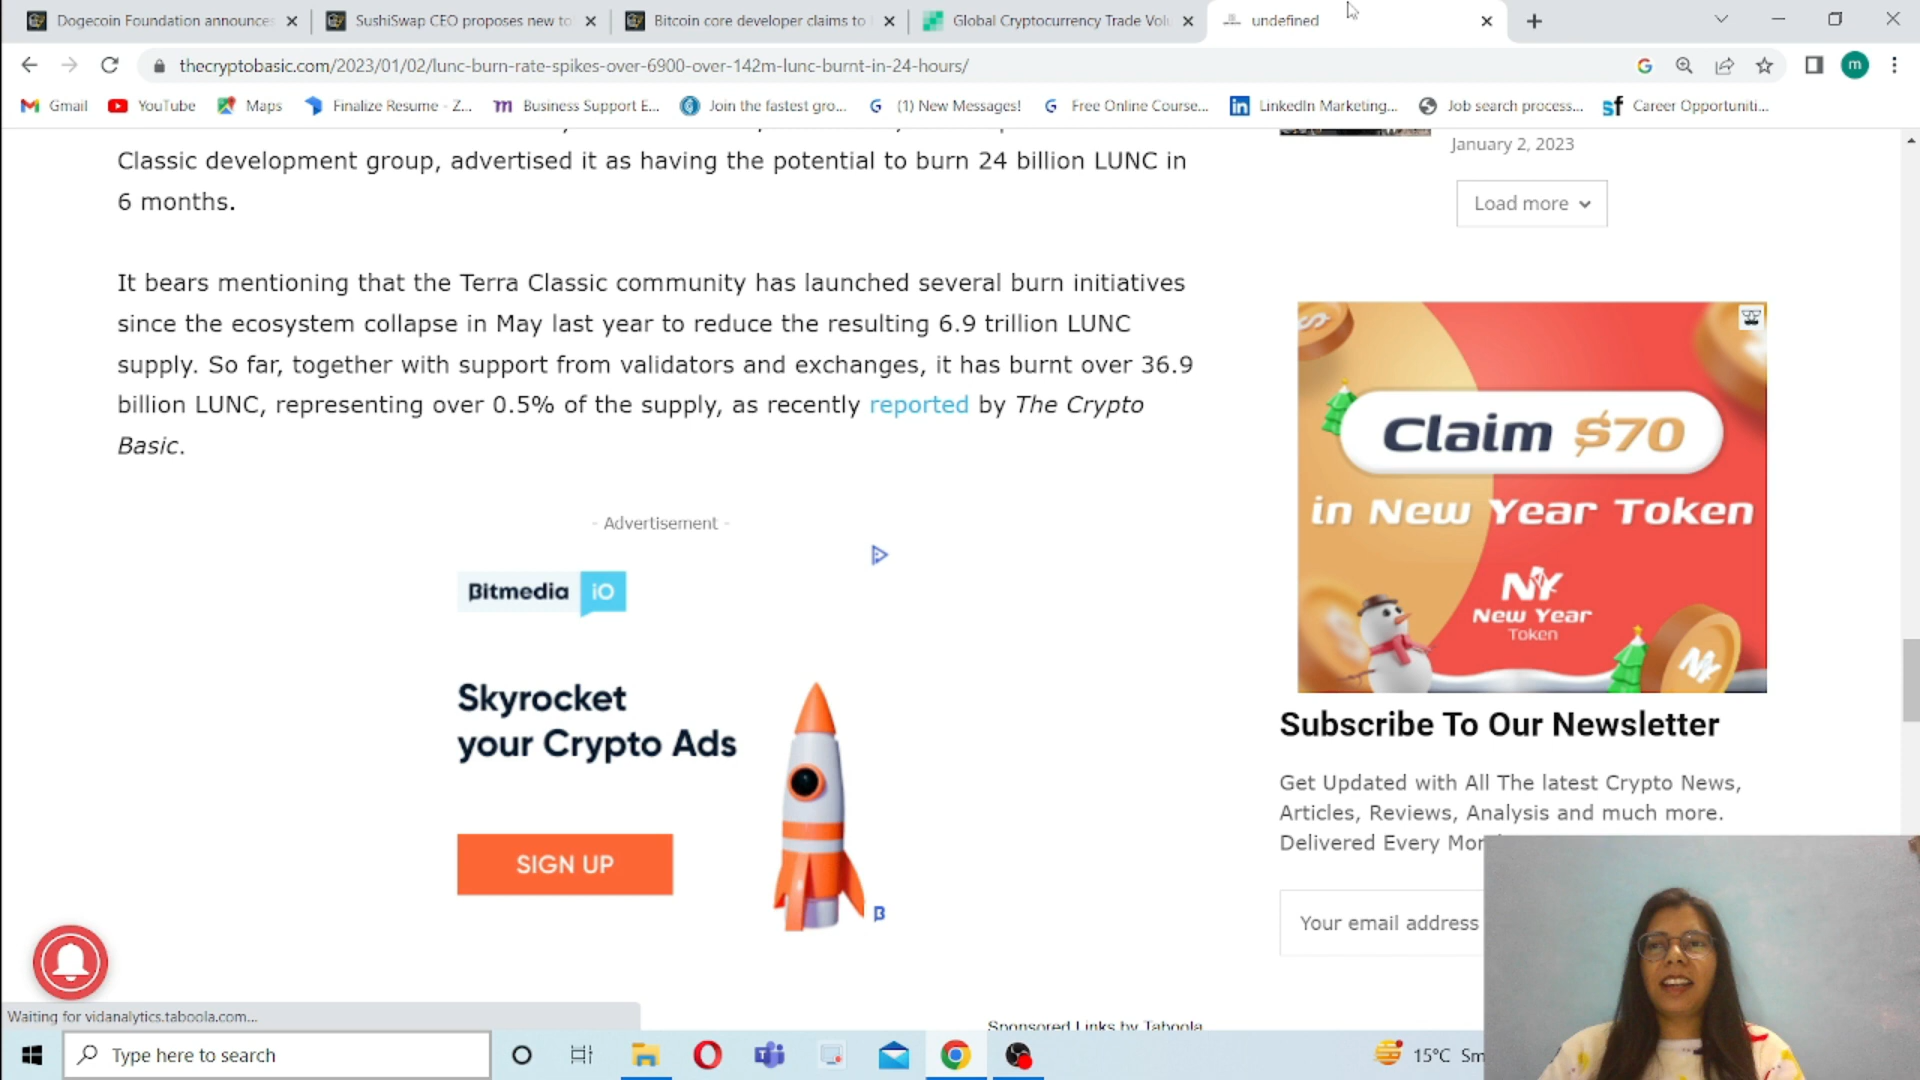 Dogecoin Foundation announces
SushiSwap CEO proposes new to
Bitcoin core developer claims to
Global Cryptocurrency Trade Volu
undefined
thecryptobasic.com/2023/01/02/lunc-burn-rate-spikes-over-6900-over-142m-lunc-burnt-in-24-hours/
m
Gmail
YouTube
Maps
Finalize Resume - Z...
Business Support E...
Join the fastest gro...
(1) New Messages!
Free Online Course...
LinkedIn Marketing...
Job search process...
Career Opportuniti...
Classic development group, advertised it as having the potential to burn 24 billion LUNC in
6 months.
It bears mentioning that the Terra Classic community has launched several burn initiatives
since the ecosystem collapse in May last year to reduce the resulting 6.9 trillion LUNC
supply. So far, together with support from validators and exchanges, it has burnt over 36.9
billion LUNC, representing over 0.5% of the supply, as recently reported by The Crypto
Basic.
- Advertisement -
Bitmedia iO
Skyrocket
your Crypto Ads
SIGN UP
January 2, 2023
Load more
Claim $70
in New Year Token
NY
New Year
Token
Subscribe To Our Newsletter
Get Updated with All The latest Crypto News,
Articles, Reviews, Analysis and much more.
Delivered Every Mor
Your email address
Waiting for vidanalytics.taboola.com...
Sponsored Links by Taboola
Type here to search
15°C Sm